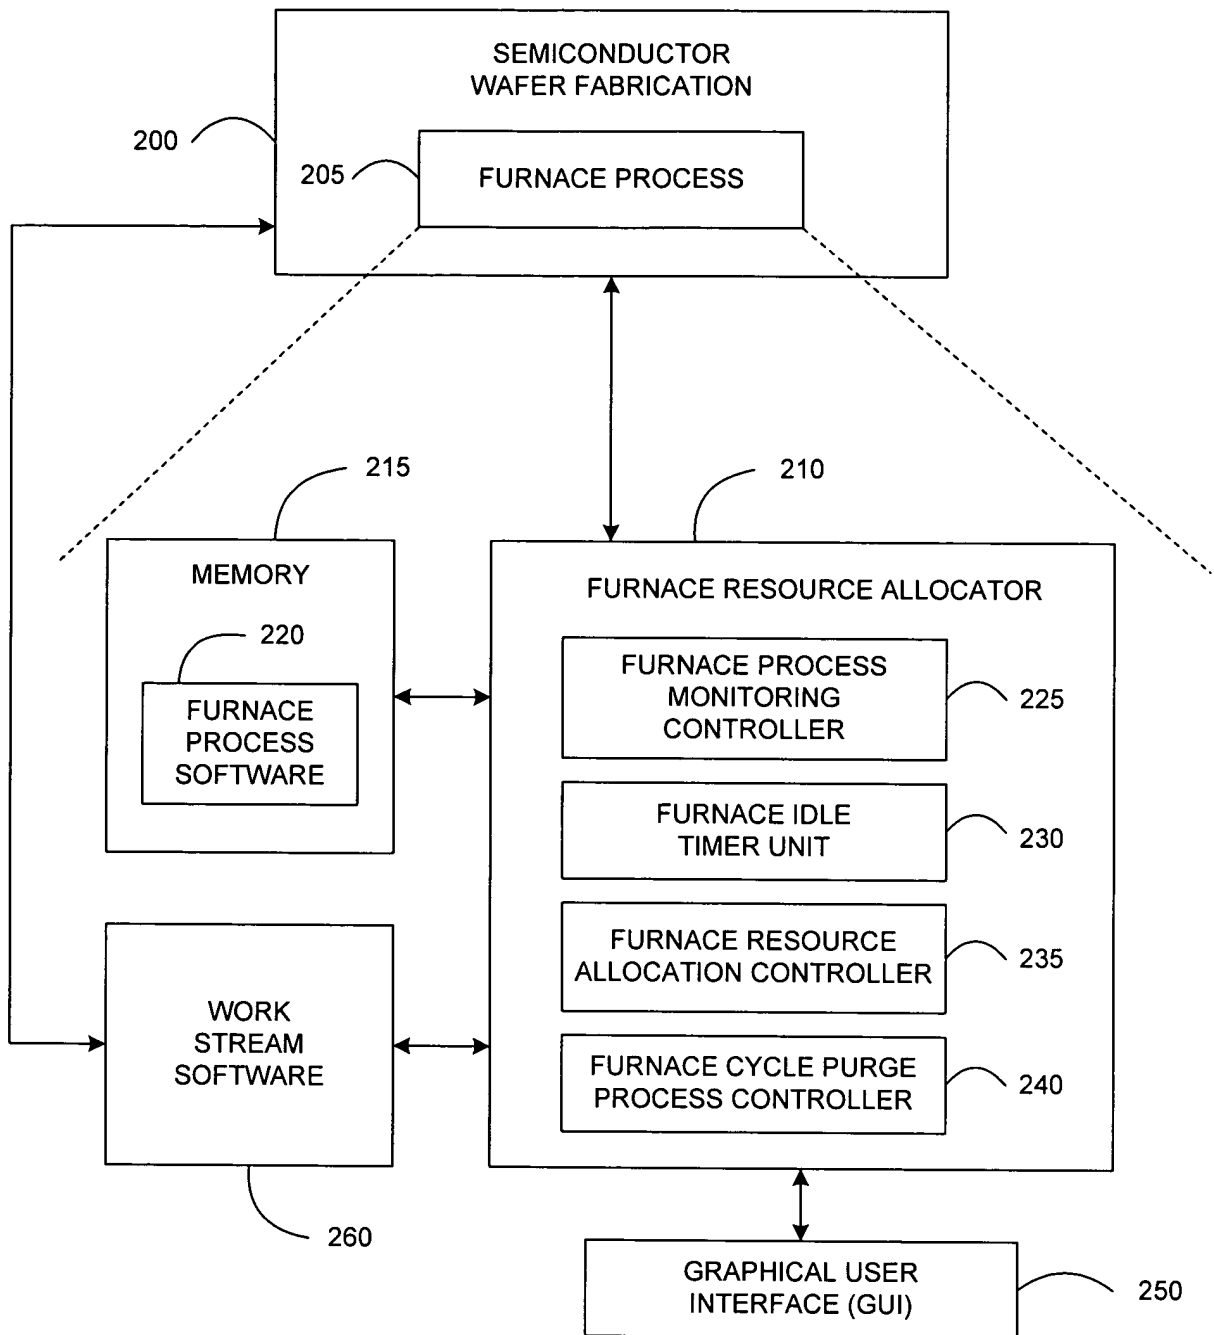 SEMICONDUCTOR
WAFER FABRICATION
200
205
FURNACE PROCESS
215
210
MEMORY
FURNACE RESOURCE ALLOCATOR
220
FURNACE
PROCESS
SOFTWARE
FURNACE PROCESS
MONITORING
CONTROLLER
225
FURNACE IDLE
TIMER UNIT
230
FURNACE RESOURCE
ALLOCATION CONTROLLER
235
WORK
STREAM
SOFTWARE
FURNACE CYCLE PURGE
PROCESS CONTROLLER
240
260
GRAPHICAL USER
INTERFACE (GUI)
250